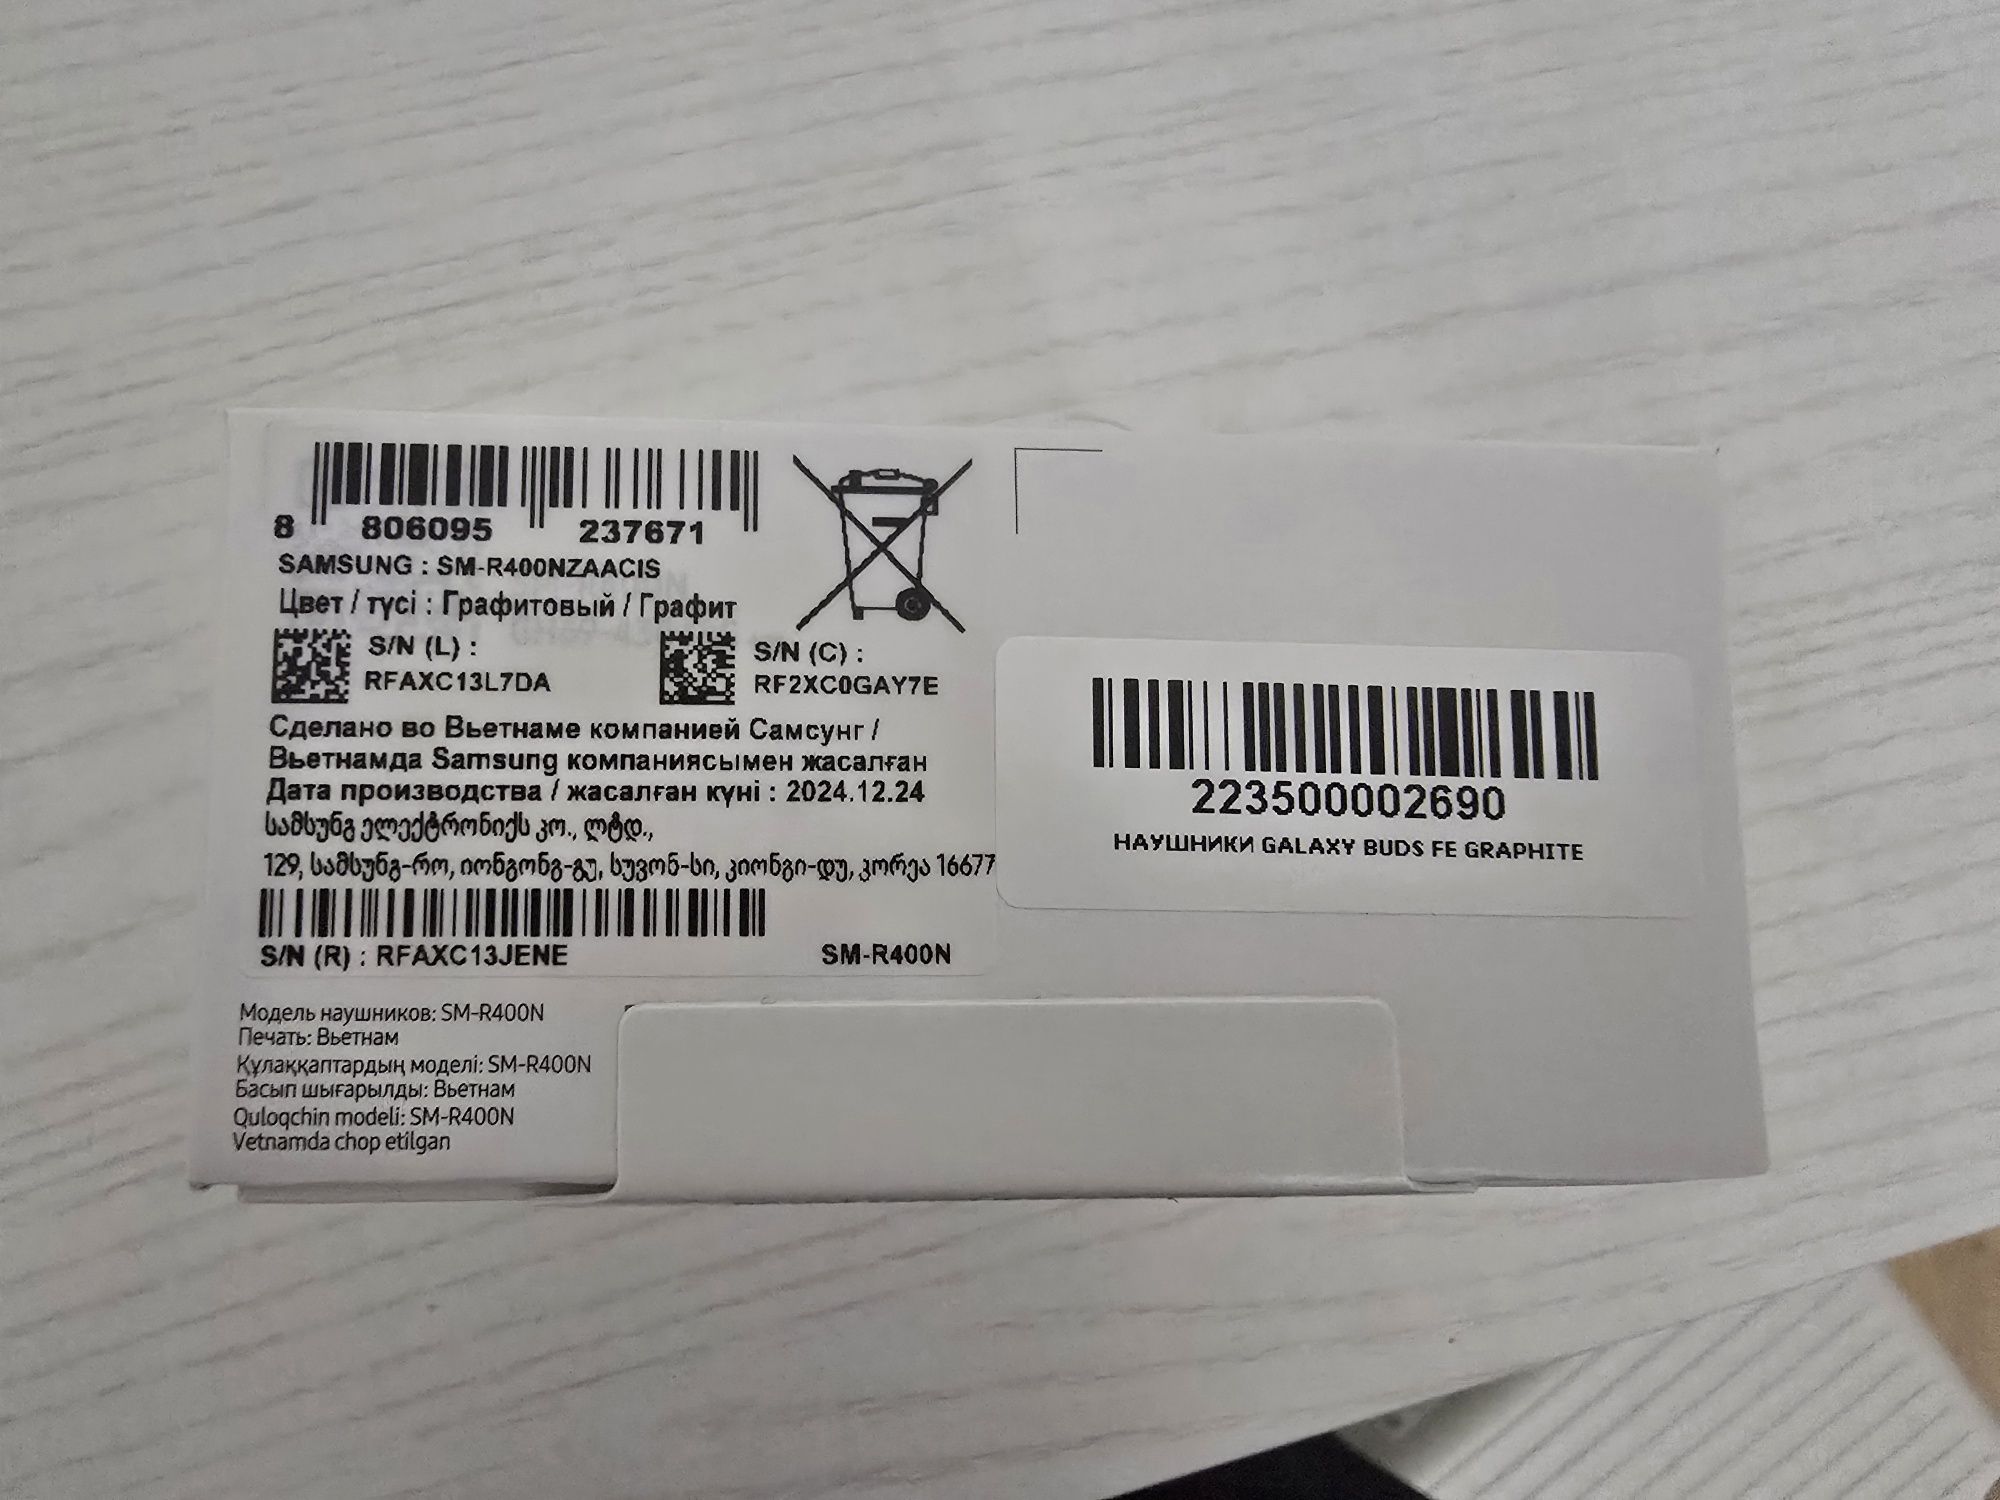 8 806095 237671
SAMSUNG : SM-R400NZAACIS
Цвет / түсі : Графитовый / Графит
S/N (L) :
RFAXC13L7DA
S/N (C) :
RF2XC0GAY7E
Сделано во Вьетнаме компанией Самсунг /
Вьетнамда Samsung компаниясымен жасалған
Дата производства / жасалған күні : 2024.12.24
სამსუნგ ელექტრონიქს კო., ლტდ.,
129, სამსუნგ-რო, იონგონგ-გუ, სუვონ-სი, კიონგი-დუ, კორეა 16677
S/N (R) : RFAXC13JENE
SM-R400N
Модель наушников: SM-R400N
Печать: Вьетнам
Құлаққаптардың моделі: SM-R400N
Басып шығарылды: Вьетнам
Quloqchin modeli: SM-R400N
Vetnamda chop etilgan
223500002690
НАУШНИКИ GALAXY BUDS FE GRAPHITE